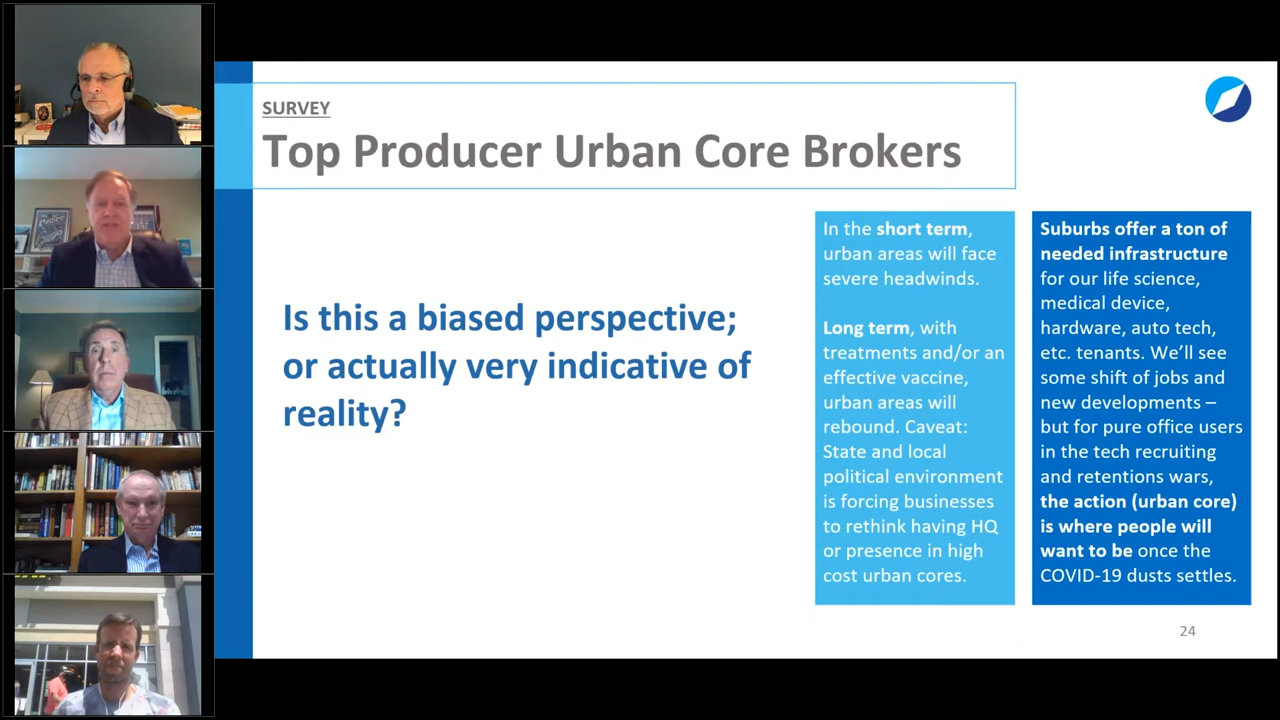 SURVEY
Top Producer Urban Core Brokers
Is this a biased perspective;
or actually very indicative of
reality?
In the short term,
urban areas will face
severe headwinds.
Long term, with
treatments and/or an
effective vaccine,
urban areas will
rebound. Caveat:
State and local
political environment
is forcing businesses
to rethink having HQ
or presence in high
cost urban cores.
Suburbs offer a ton of
needed infrastructure
for our life science,
medical device,
hardware, auto tech,
etc. tenants. We’ll see
some shift of jobs and
new developments –
but for pure office users
in the tech recruiting
and retentions wars,
the action (urban core)
is where people will
want to be once the
COVID-19 dusts settles.
24